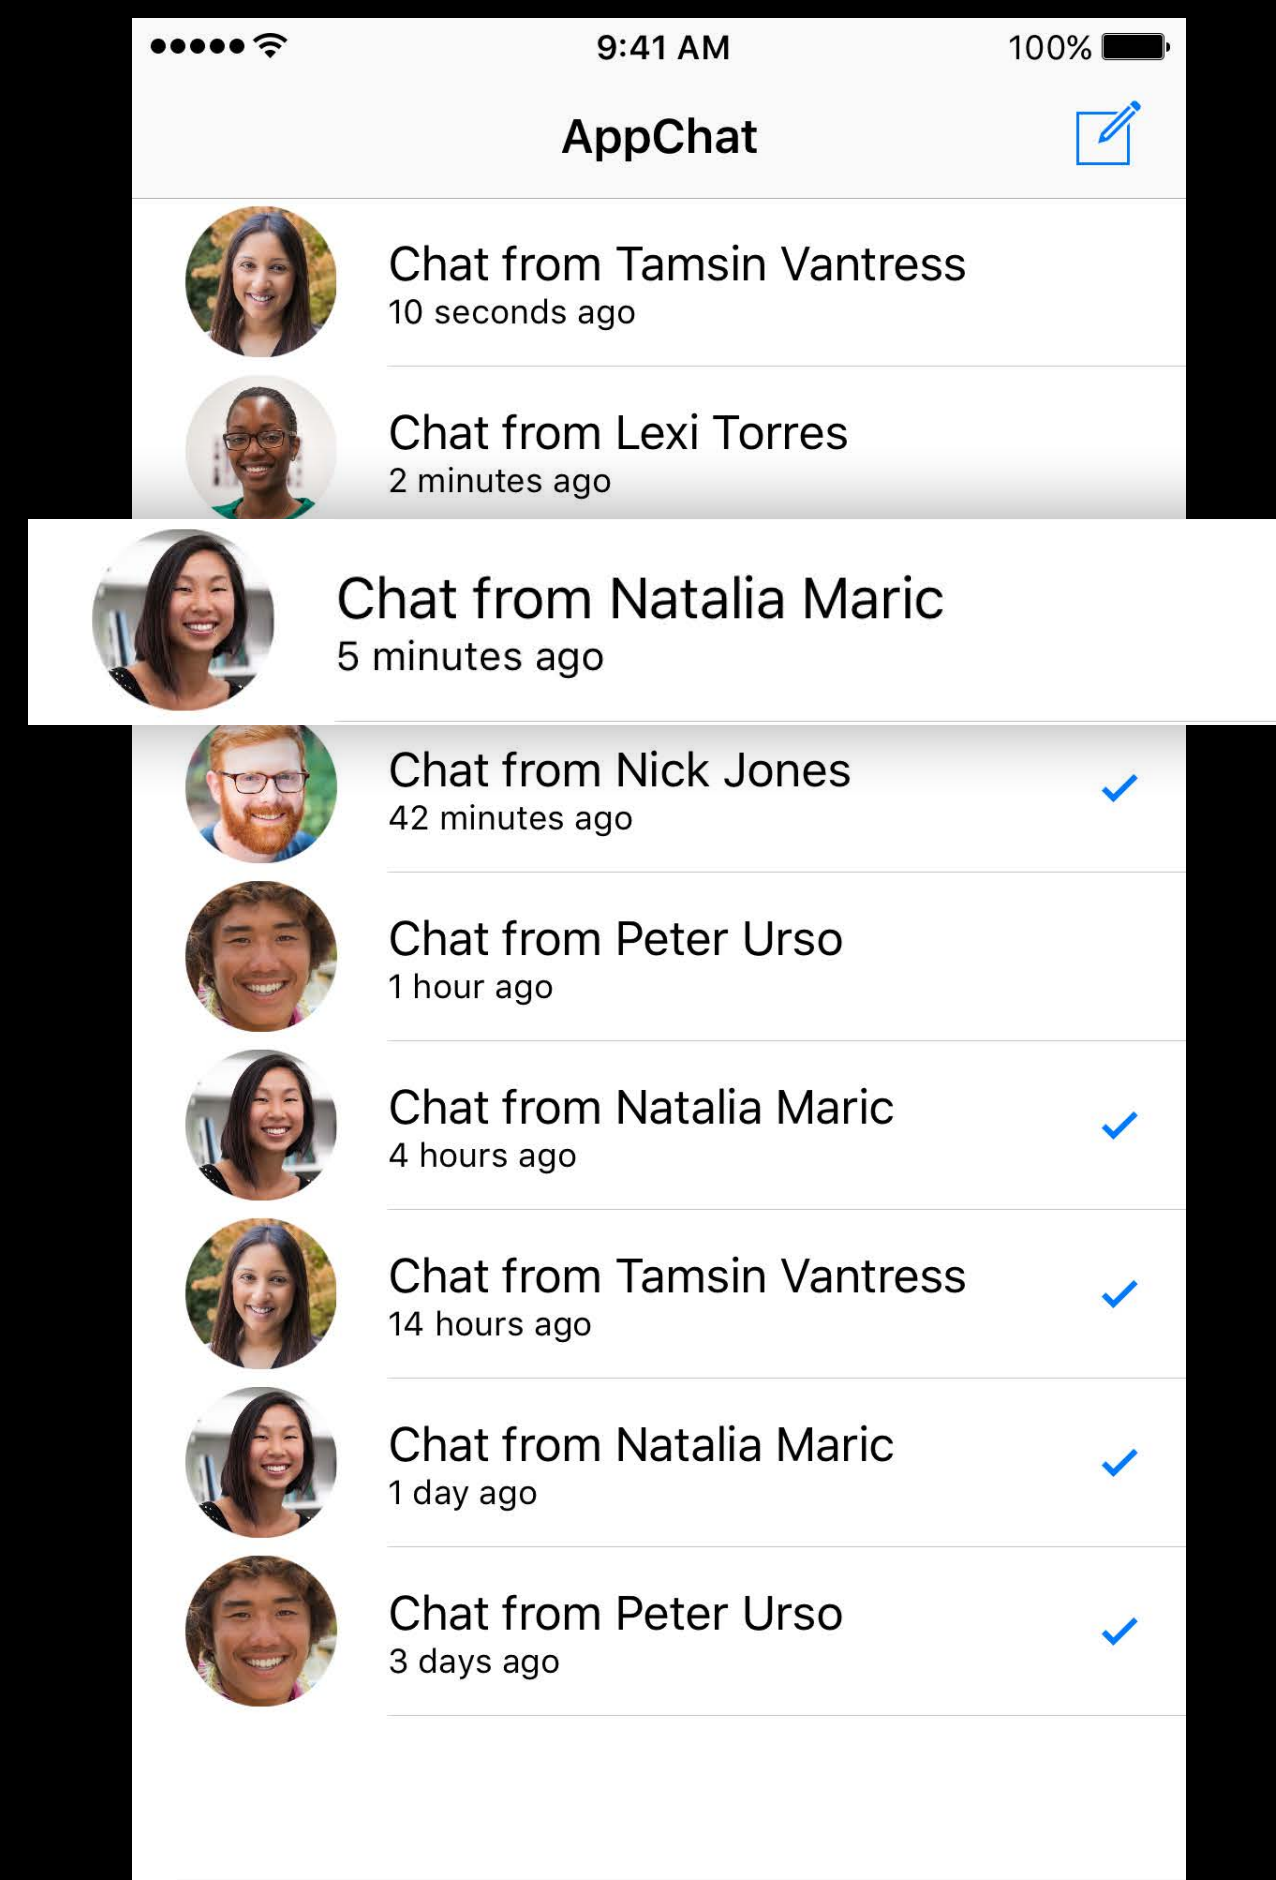 9:41 AM
100%
AppChat
Chat from Tamsin Vantress
10 seconds ago
Chat from Lexi Torres
2 minutes ago
Chat from Natalia Maric
5 minutes ago
Chat from Nick Jones
42 minutes ago
Chat from Peter Urso
1 hour ago
Chat from Natalia Maric
4 hours ago
Chat from Tamsin Vantress
14 hours ago
Chat from Natalia Maric
1 day ago
Chat from Peter Urso
3 days ago